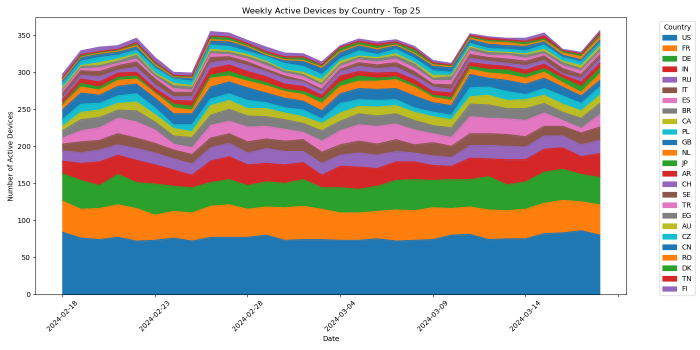 Weekly Active Devices by Country - Top 25
Number of Active Devices
350
300
250
200
150
100
50
0
2024-02-18
2024-02-23
2024-02-28
2024-03-04
2024-03-09
2024-03-14
Date
Country
US
FR
DE
IN
RU
IT
ES
BR
CA
PL
GB
NL
JP
AR
CH
SE
TR
EG
AU
CZ
CN
RO
DK
TN
FI